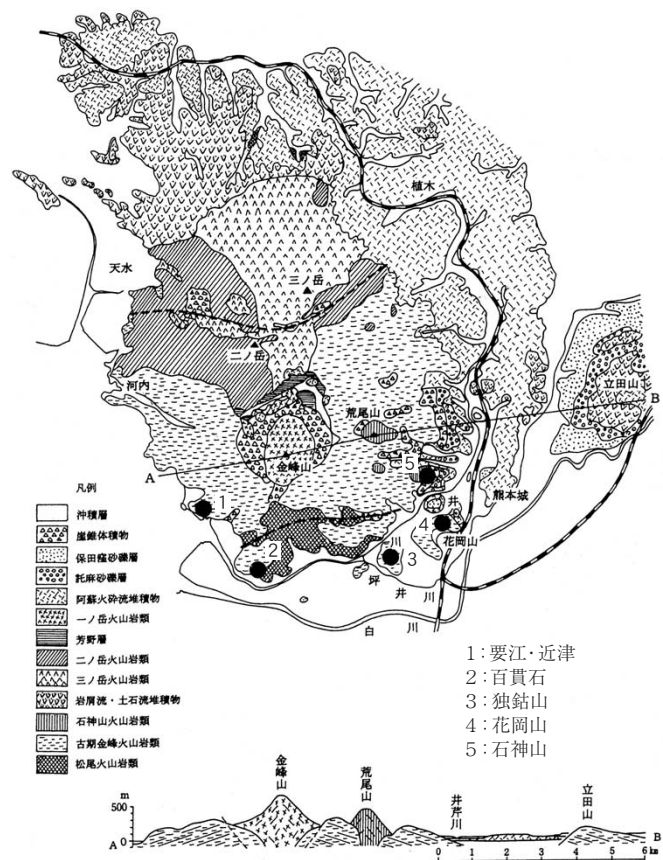 植木
天水
三ノ岳
二ノ岳
立田山
河内
荒尾山
B
金峰山
A
5
熊本城
井
1
4
花岡山
川
2
3
坪
井
川
白
川
凡例
沖積層
崖錐体積物
保田窪砂礫層
託麻砂礫層
阿蘇火砕流堆積物
一ノ岳火山岩類
芳野層
二ノ岳火山岩類
三ノ岳火山岩類
岩屑流・土石流堆積物
石神山火山岩類
古期金峰火山岩類
松尾火山岩類
1：要江・近津
2：百貫石
3：独鈷山
4：花岡山
5：石神山
金峰山
荒尾山
井芹川
立田山
m
500
0
A
B
0 1 2 3 4 5 6 km